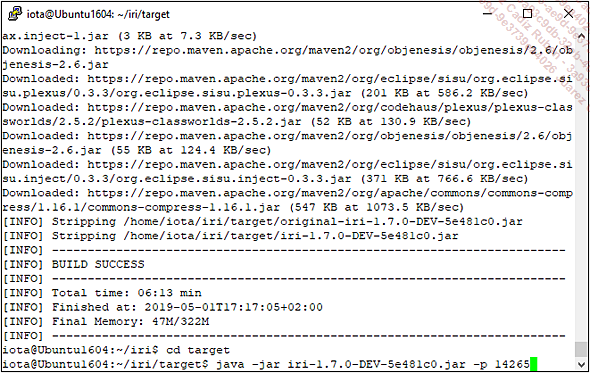 iota@Ubuntu1604: ~/iri/target
ax.inject-1.jar (3 KB at 7.3 KB/sec)
Downloading: https://repo.maven.apache.org/maven2/org/objenesis/objenesis/2.6/ob
jenesis-2.6.jar
Downloaded: https://repo.maven.apache.org/maven2/org/eclipse/sisu/org.eclipse.si
su.plexus/0.3.3/org.eclipse.sisu.plexus-0.3.3.jar (201 KB at 586.2 KB/sec)
Downloaded: https://repo.maven.apache.org/maven2/org/codehaus/plexus/plexus-clas
sworlds/2.5.2/plexus-classworlds-2.5.2.jar (52 KB at 130.9 KB/sec)
Downloaded: https://repo.maven.apache.org/maven2/org/objenesis/objenesis/2.6/obj
enesis-2.6.jar (55 KB at 124.4 KB/sec)
Downloaded: https://repo.maven.apache.org/maven2/org/eclipse/sisu/org.eclipse.si
su.inject/0.3.3/org.eclipse.sisu.inject-0.3.3.jar (371 KB at 766.6 KB/sec)
Downloaded: https://repo.maven.apache.org/maven2/org/apache/commons/commons-comp
ress/1.16.1/commons-compress-1.16.1.jar (547 KB at 1073.5 KB/sec)
[INFO] Stripping /home/iota/iri/target/original-iri-1.7.0-DEV-5e481c0.jar
[INFO] Stripping /home/iota/iri/target/iri-1.7.0-DEV-5e481c0.jar
[INFO] ------------------------------------------------------------------------
[INFO] BUILD SUCCESS
[INFO] ------------------------------------------------------------------------
[INFO] Total time: 06:13 min
[INFO] Finished at: 2019-05-01T17:17:05+02:00
[INFO] Final Memory: 47M/322M
[INFO] ------------------------------------------------------------------------
iota@Ubuntu1604:~/iri$ cd target
iota@Ubuntu1604:~/iri/target$ java -jar iri-1.7.0-DEV-5e481c0.jar -p 14265